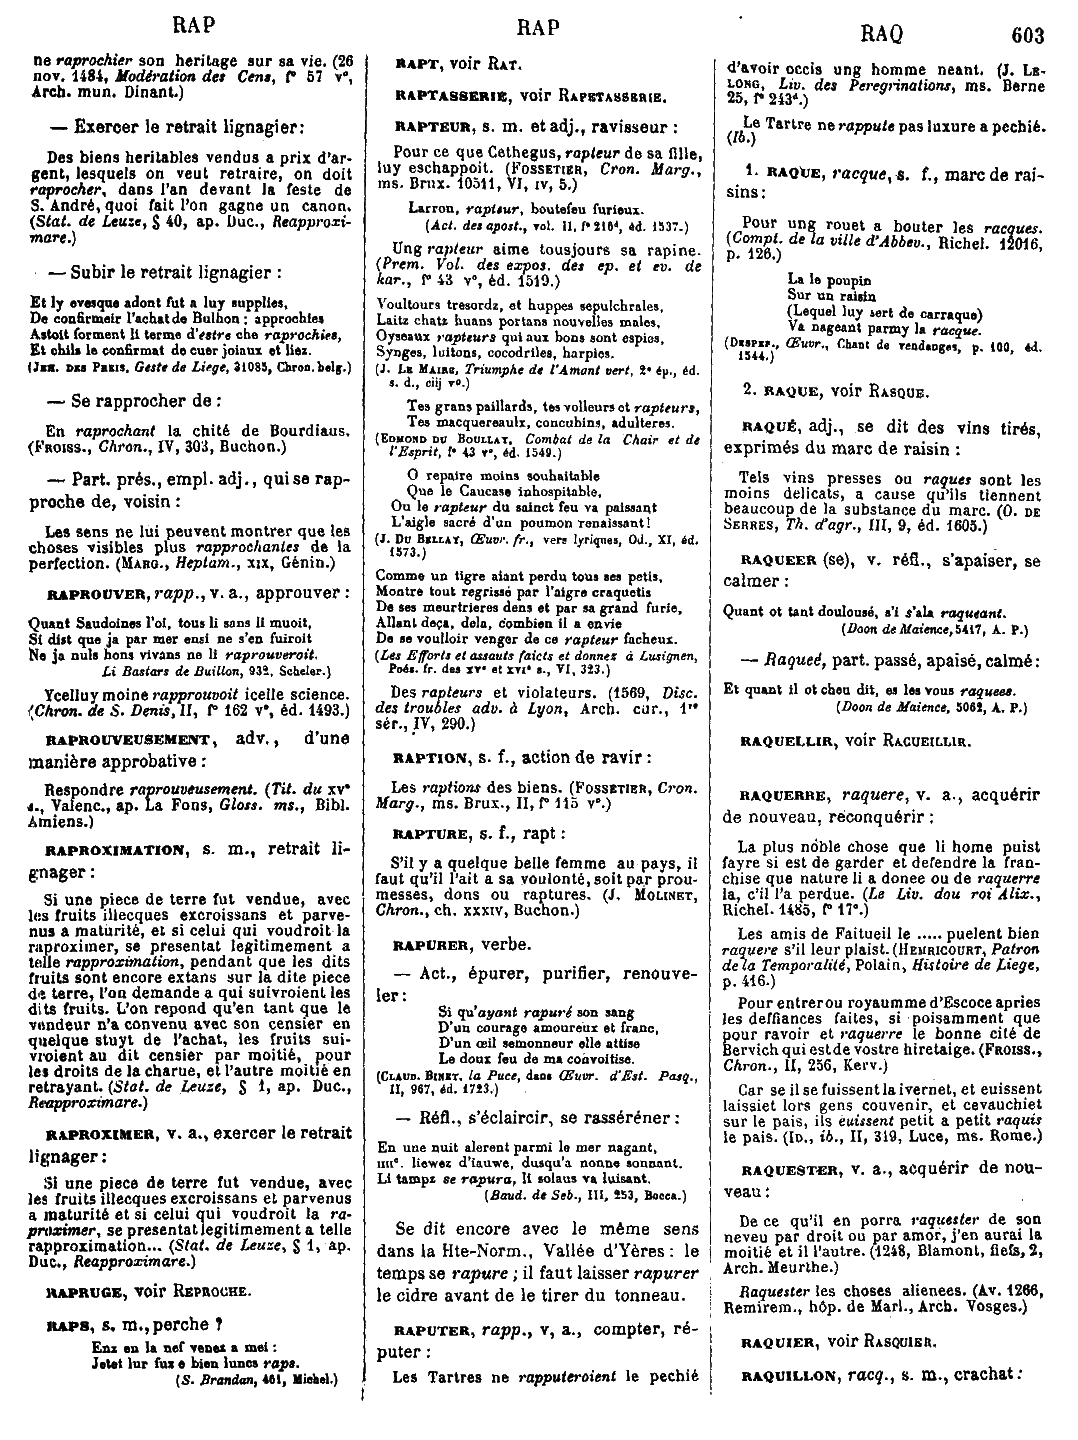 RAP
RAP
RAQ
603
ne raprochier son heritage sur sa vie. (26
nov. 1484, Modération des Cens, f° 57 v°,
Arch. mun. Dinant.)
— Exercer le retrait lignagier:
Des biens heritables vendus a prix d'ar-
gent, lesquels on veut retraire, on doit
raprocher, dans l'an devant la feste de
S. André, quoi fait l'on gagne un canon.
(Stat. de Leuze, § 40, ap. Duc., Reapproxi-
mare.)
— Subir le retrait lignagier :
Et ly evesque adont fut a luy supplies,
De confirmeir l'achat de Bulhon : approchies
Astoit forment li terme d'estre che raprochies,
Et chils le confirmat de cuer joiaux et liez.
(Jeh. des Preis, Geste de Liege, 31085, Chron. belg.)
— Se rapprocher de :
En raprochant la chité de Bourdiaus.
(Froiss., Chron., IV, 303, Buchon.)
— Part. prés., empl. adj., qui se rap-
proche de, voisin :
Les sens ne lui peuvent montrer que les
choses visibles plus rapprochantes de la
perfection. (Marg., Heptam., xix, Génin.)
RAPROUVER, rapp., v. a., approuver :
Quant Saudoines l'oï, tous li sans li muoit,
Si dist que ja par mer ensi ne s'en fuiroit
Ne ja nuls hons vivans ne li raprouveroit.
Li Bastars de Buillon, 932, Scheler.)
Ycelluy moine rapprouvoit icelle science.
(Chron. de S. Denis, II, f° 162 v°, éd. 1493.)
RAPROUVEUSEMENT, adv., d'une
manière approbative :
Respondre raprouveusement. (Tit. du xv°
s., Valenc., ap. La Fons, Gloss. ms., Bibl.
Amiens.)
RAPROXIMATION, s. m., retrait li-
gnager :
Si une piece de terre fut vendue, avec
les fruits illecques excroissans et parve-
nus a maturité, et si celui qui voudroit la
raproximer, se presentat legitimement a
telle rapproximation, pendant que les dits
fruits sont encore extans sur la dite piece
de terre, l'on demande a qui suivroient les
dits fruits. L'on repond qu'en tant que le
vendeur n'a convenu avec son censier en
quelque stuyt de l'achat, les fruits sui-
vroient au dit censier par moitié, pour
les droits de la charue, et l'autre moitié en
retrayant. (Stat. de Leuze, § 1, ap. Duc.,
Reapproximare.)
RAPROXIMER, v. a., exercer le retrait
lignager :
Si une piece de terre fut vendue, avec
les fruits illecques excroissans et parvenus
a maturité et si celui qui voudroit la ra-
proximer, se presentat legitimement a telle
rapproximation... (Stat. de Leuze, § 1, ap.
Duc., Reapproximare.)
RAPRUGE, voir Reproche.
RAPS, s. m., perche ?
Enz en la nef venez a mei :
Jetet lur fuz e bien luncs raps.
(S. Brandan, 461, Michel.)
RAPT, voir Rat.
RAPTASSERIE, voir Rapetasserie.
RAPTEUR, s. m. et adj., ravisseur :
Pour ce que Cethegus, rapteur de sa fille,
luy eschappoit. (Fossetier, Cron. Marg.,
ms. Brux. 10511, VI, iv, 5.)
Larron, rapteur, boutefeu furieux.
(Act. des apost., vol. II, f° 216ᵈ, éd. 1537.)
Ung rapteur aime tousjours sa rapine.
(Prem. Vol. des expos. des ep. et ev. de
kar., f° 43 v°, éd. 1519.)
Voultours tresordz, et huppes sepulchrales,
Laitz chatz huans portans nouvelles males,
Oyseaux rapteurs qui aux bons sont espies,
Synges, luitons, cocodriles, harpies.
(J. Le Maire, Triumphe de l'Amant vert, 2° ép., éd.
s. d., ciij r°.)
Tes grans paillards, tes volleurs et rapteurs,
Tes macquereaulx, concubins, adulteres.
(Edmond du Boullay, Combat de la Chair et de
l'Esprit, f° 43 r°, éd. 1549.)
O repaire moins souhaitable
Que le Caucase inhospitable,
Ou le rapteur du sainct feu va paissant
L'aigle sacré d'un poumon renaissant!
(J. Du Bellay, Œuvr. fr., vers lyriques, Od., XI, éd.
1573.)
Comme un tigre aiant perdu tous ses petis,
Montre tout regrissé par l'aigre craquetis
De ses meurtrieres dens et par sa grand furie,
Allant deça, dela, combien il a envie
De se voulloir venger de ce rapteur facheux.
(Les Efforts et assauts faicts et donnez à Lusignen,
Poés. fr. des xv° et xvi° s., VI, 323.)
Des rapteurs et violateurs. (1569, Disc.
des troubles adv. à Lyon, Arch. cur., 1ʳᵉ
sér., IV, 290.)
RAPTION, s. f., action de ravir :
Les raptions des biens. (Fossetier, Cron.
Marg., ms. Brux., II, f° 115 v°.)
RAPTURE, s. f., rapt :
S'il y a quelque belle femme au pays, il
faut qu'il l'ait a sa voulonté, soit par prou-
messes, dons ou raptures. (J. Molinet,
Chron., ch. xxxiv, Buchon.)
RAPURER, verbe.
— Act., épurer, purifier, renouve-
ler :
Si qu'ayant rapuré son sang
D'un courage amoureux et franc,
D'un œil semonneur elle attise
Le doux feu de ma convoitise.
(Claud. Binet, la Puce, dans Œuvr. d'Est. Pasq.,
II, 967, éd. 1723.)
— Réfl., s'éclaircir, se rasséréner :
En une nuit alerent parmi le mer nagant,
iiiiᶜ. liewez d'iauwe, dusqu'a nonne sonnant.
Li tampz se rapura, li solaus va luisant.
(Baud. de Seb., III, 253, Bocca.)
Se dit encore avec le même sens
dans la Hte-Norm., Vallée d'Yères : le
temps se rapure ; il faut laisser rapurer
le cidre avant de le tirer du tonneau.
RAPUTER, rapp., v, a., compter, ré-
puter :
Les Tartres ne rapputeroient le pechié
d'avoir occis ung homme neant. (J. Le-
long, Liv. des Peregrinations, ms. Berne
25, f° 243ᵈ.)
Le Tartre ne rappute pas luxure a pechié.
(Ib.)
1. RAQUE, racque, s. f., marc de rai-
sins :
Pour ung rouet a bouter les racques.
(Compt. de la ville d'Abbev., Richel. 12016,
p. 126.)
La le poupin
Sur un raisin
(Lequel luy sert de carraque)
Va nageant parmy la racque.
(Desper., Œuvr., Chant de vendanges, p. 100, éd.
1544.)
2. RAQUE, voir Rasque.
RAQUÉ, adj., se dit des vins tirés,
exprimés du marc de raisin :
Tels vins presses ou raques sont les
moins delicats, a cause qu'ils tiennent
beaucoup de la substance du marc. (O. de
Serres, Th. d'agr., III, 9, éd. 1605.)
RAQUEER (se), v. réfl., s'apaiser, se
calmer :
Quant ot tant doulousé, s'i s'ala raqueant.
(Doon de Maience, 5417, A. P.)
— Raqueé, part. passé, apaisé, calmé :
Et quant il ot cheu dit, es les vous raqueés.
(Doon de Maience, 5062, A. P.)
RAQUELLIR, voir Racueillir.
RAQUERRE, raquere, v. a., acquérir
de nouveau, reconquérir :
La plus noble chose que li home puist
fayre si est de garder et defendre la fran-
chise que nature li a donee ou de raquerre
la, c'il l'a perdue. (Le Liv. dou roi Alix.,
Richel. 1485, f° 17°.)
Les amis de Faitueil le ..... puelent bien
raquere s'il leur plaist. (Hemricourt, Patron
de la Temporalité, Polain, Histoire de Liege,
p. 416.)
Pour entrer ou royaumme d'Escoce apries
les deffiances faites, si poisamment que
pour ravoir et raquerre le bonne cité de
Bervich qui est de vostre hiretaige. (Froiss.,
Chron., II, 256, Kerv.)
Car se il se fuissent la ivernet, et euissent
laissiet lors gens couvenir, et cevauchiet
sur le pais, ils euissent petit a petit raquis
le pais. (Id., ib., II, 319, Luce, ms. Rome.)
RAQUESTER, v. a., acquérir de nou-
veau :
De ce qu'il en porra raquester de son
neveu par droit ou par amor, j'en aurai la
moitié et il l'autre. (1248, Blamont, fiefs, 2,
Arch. Meurthe.)
Raquester les choses alienees. (Av. 1266,
Remirem., hôp. de Marl., Arch. Vosges.)
RAQUIER, voir Rasquier.
RAQUILLON, racq., s. m., crachat :